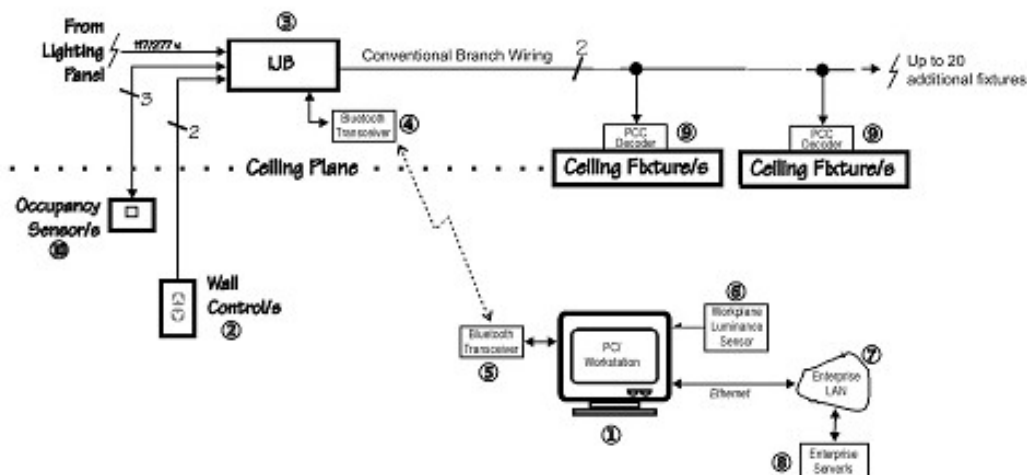 From
Lighting
Panel
117/277 v
③
IJB
Conventional Branch Wiring
2
Up to 20
additional fixtures
3
2
Bluetooth
Transceiver
④
PCC
Decoder
⑨
PCC
Decoder
⑨
Ceiling Plane
Ceiling Fixture/s
Ceiling Fixture/s
Occupancy
Sensor/s
⑩
Wall
Control/s
②
Bluetooth
Transceiver
⑤
PC/
Workstation
①
⑥
Workplane
Luminance
Sensor
Ethernet
⑦
Enterprise
LAN
⑧
Enterprise
Server/s